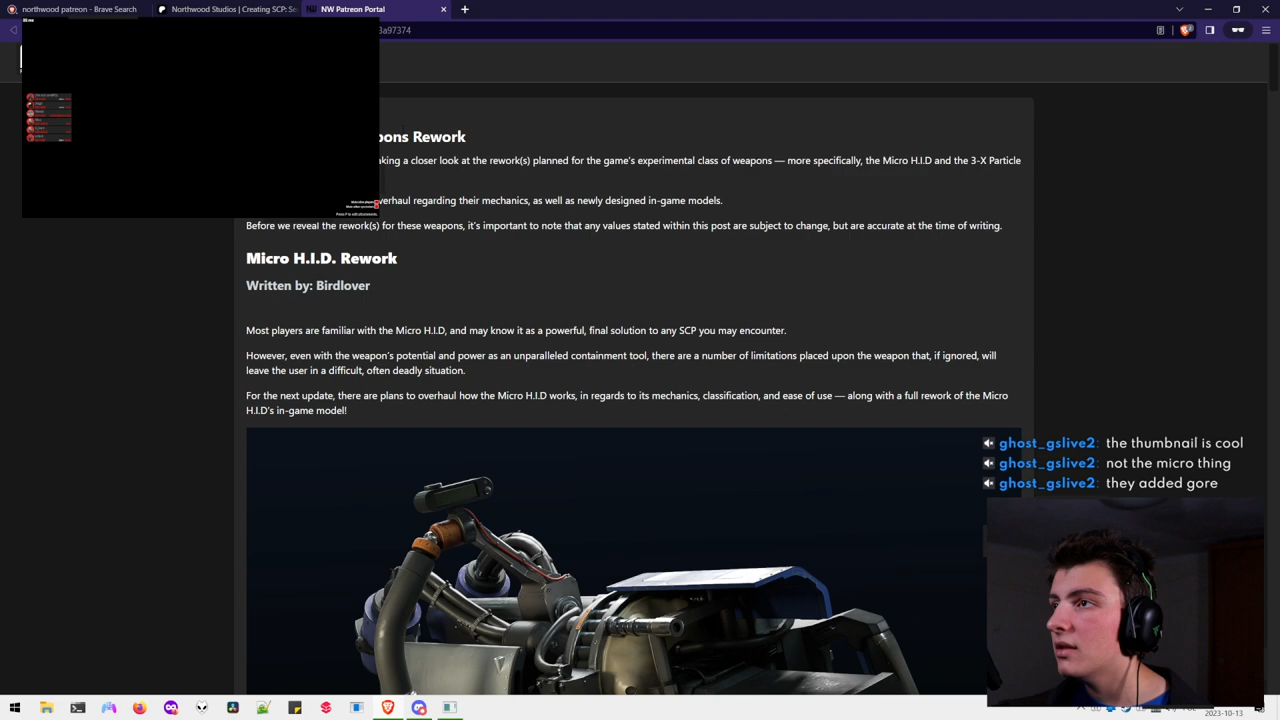 northwood patreon - Brave Search
Northwood Studios | Creating SCP: Se
NW Patreon Portal
3a97374
pons Rework
aking a closer look at the rework(s) planned for the game's experimental class of weapons — more specifically, the Micro H.I.D and the 3-X Particle
verhaul regarding their mechanics, as well as newly designed in-game models.
Press P to edit attachments.
Before we reveal the rework(s) for these weapons, it's important to note that any values stated within this post are subject to change, but are accurate at the time of writing.
Micro H.I.D. Rework
Written by: Birdlover
Most players are familiar with the Micro H.I.D, and may know it as a powerful, final solution to any SCP you may encounter.
However, even with the weapon's potential and power as an unparalleled containment tool, there are a number of limitations placed upon the weapon that, if ignored, will
leave the user in a difficult, often deadly situation.
For the next update, there are plans to overhaul how the Micro H.I.D works, in regards to its mechanics, classification, and ease of use — along with a full rework of the Micro
H.I.D's in-game model!
ghost_gslive2: the thumbnail is cool
ghost_gslive2: not the micro thing
ghost_gslive2: they added gore
2023-10-13